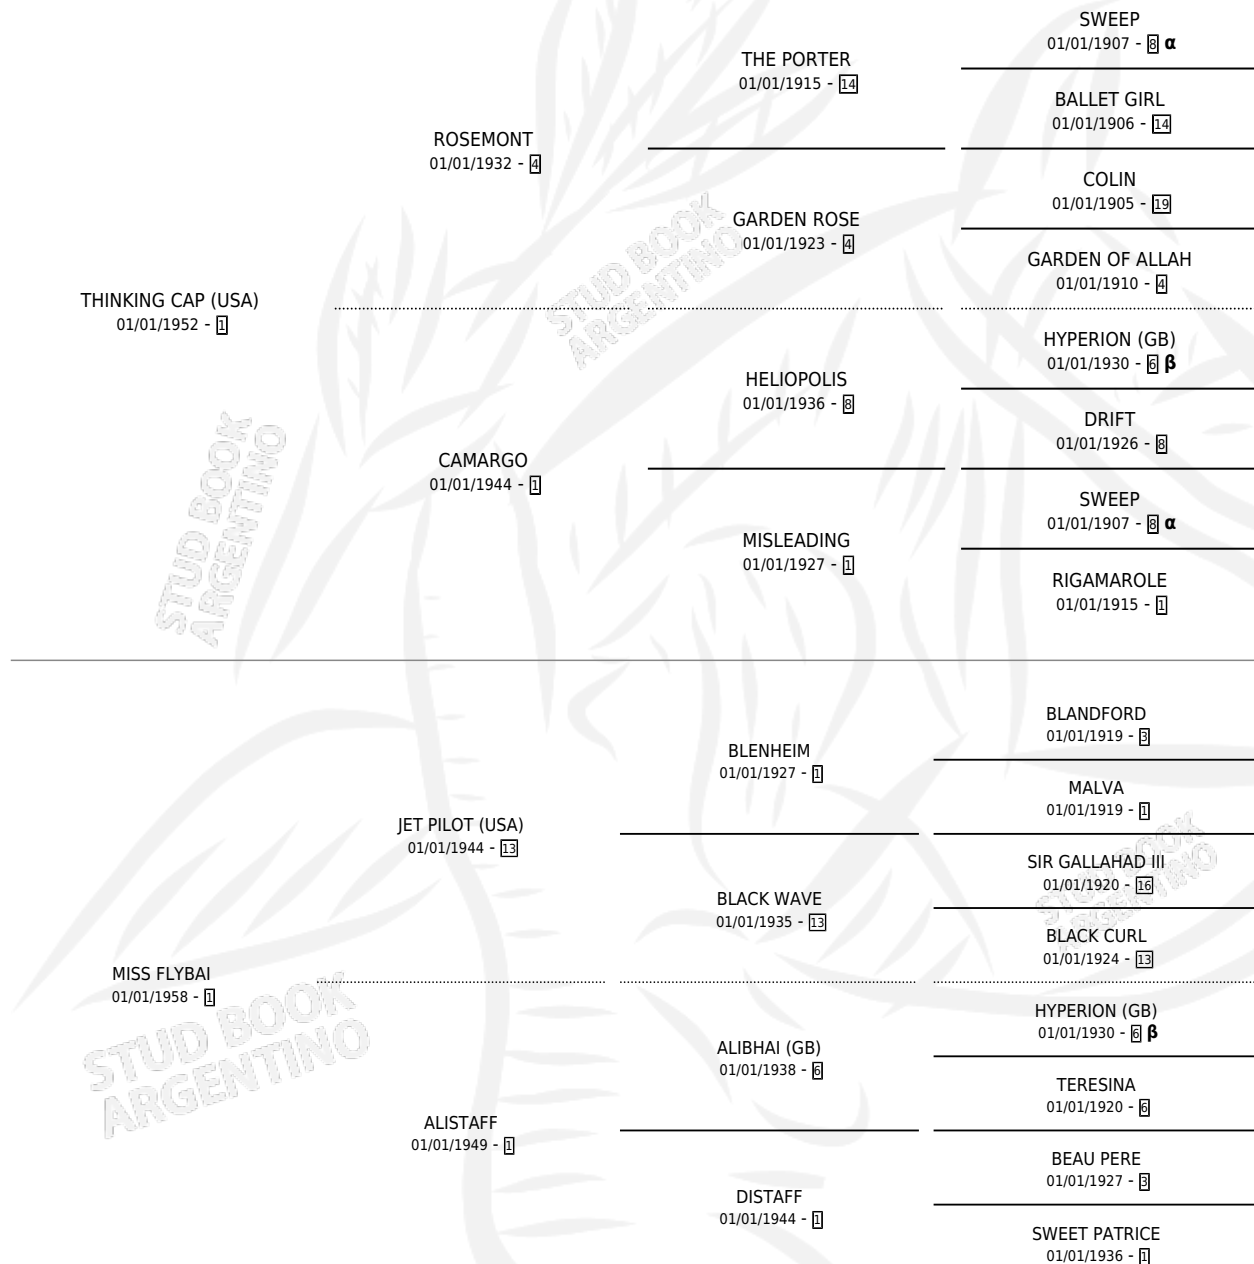 SWEEP
01/01/1907 - 8 α
THE PORTER
01/01/1915 - 14
BALLET GIRL
01/01/1906 - 14
ROSEMONT
01/01/1932 - 4
COLIN
01/01/1905 - 19
GARDEN ROSE
01/01/1923 - 4
GARDEN OF ALLAH
01/01/1910 - 4
THINKING CAP (USA)
01/01/1952 - 1
HYPERION (GB)
01/01/1930 - 6 β
HELIOPOLIS
01/01/1936 - 8
DRIFT
01/01/1926 - 8
CAMARGO
01/01/1944 - 1
SWEEP
01/01/1907 - 8 α
MISLEADING
01/01/1927 - 1
RIGAMAROLE
01/01/1915 - 1
BLANDFORD
01/01/1919 - 3
BLENHEIM
01/01/1927 - 1
MALVA
01/01/1919 - 1
JET PILOT (USA)
01/01/1944 - 13
SIR GALLAHAD III
01/01/1920 - 16
BLACK WAVE
01/01/1935 - 13
BLACK CURL
01/01/1924 - 13
MISS FLYBAI
01/01/1958 - 1
HYPERION (GB)
01/01/1930 - 6 β
ALIBHAI (GB)
01/01/1938 - 6
TERESINA
01/01/1920 - 6
ALISTAFF
01/01/1949 - 1
BEAU PERE
01/01/1927 - 3
DISTAFF
01/01/1944 - 1
SWEET PATRICE
01/01/1936 - 1
STUD BOOK
ARGENTINO
STUD BOOK
ARGENTINO
STUD BOOK
ARGENTINO
STUD BOOK
ARGENTINO